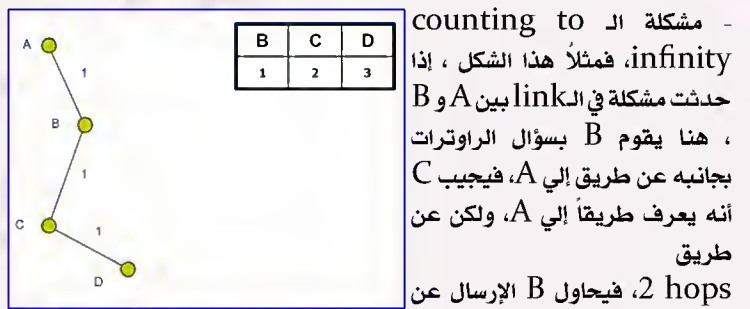 - مشكلة الـ counting to
infinity، فمثلاً هذا الشكل ، إذا
حدثت مشكلة في الـlink بين A و B
، هنا يقوم B بسؤال الراوترات
بجانبه عن طريق إلي A، فيجيب C
أنه يعرف طريقاً إلي A، ولكن عن
طريق
2 hops، فيحاول B الإرسال عن
B C D
1 2 3
A
1
B
1
C
1
D